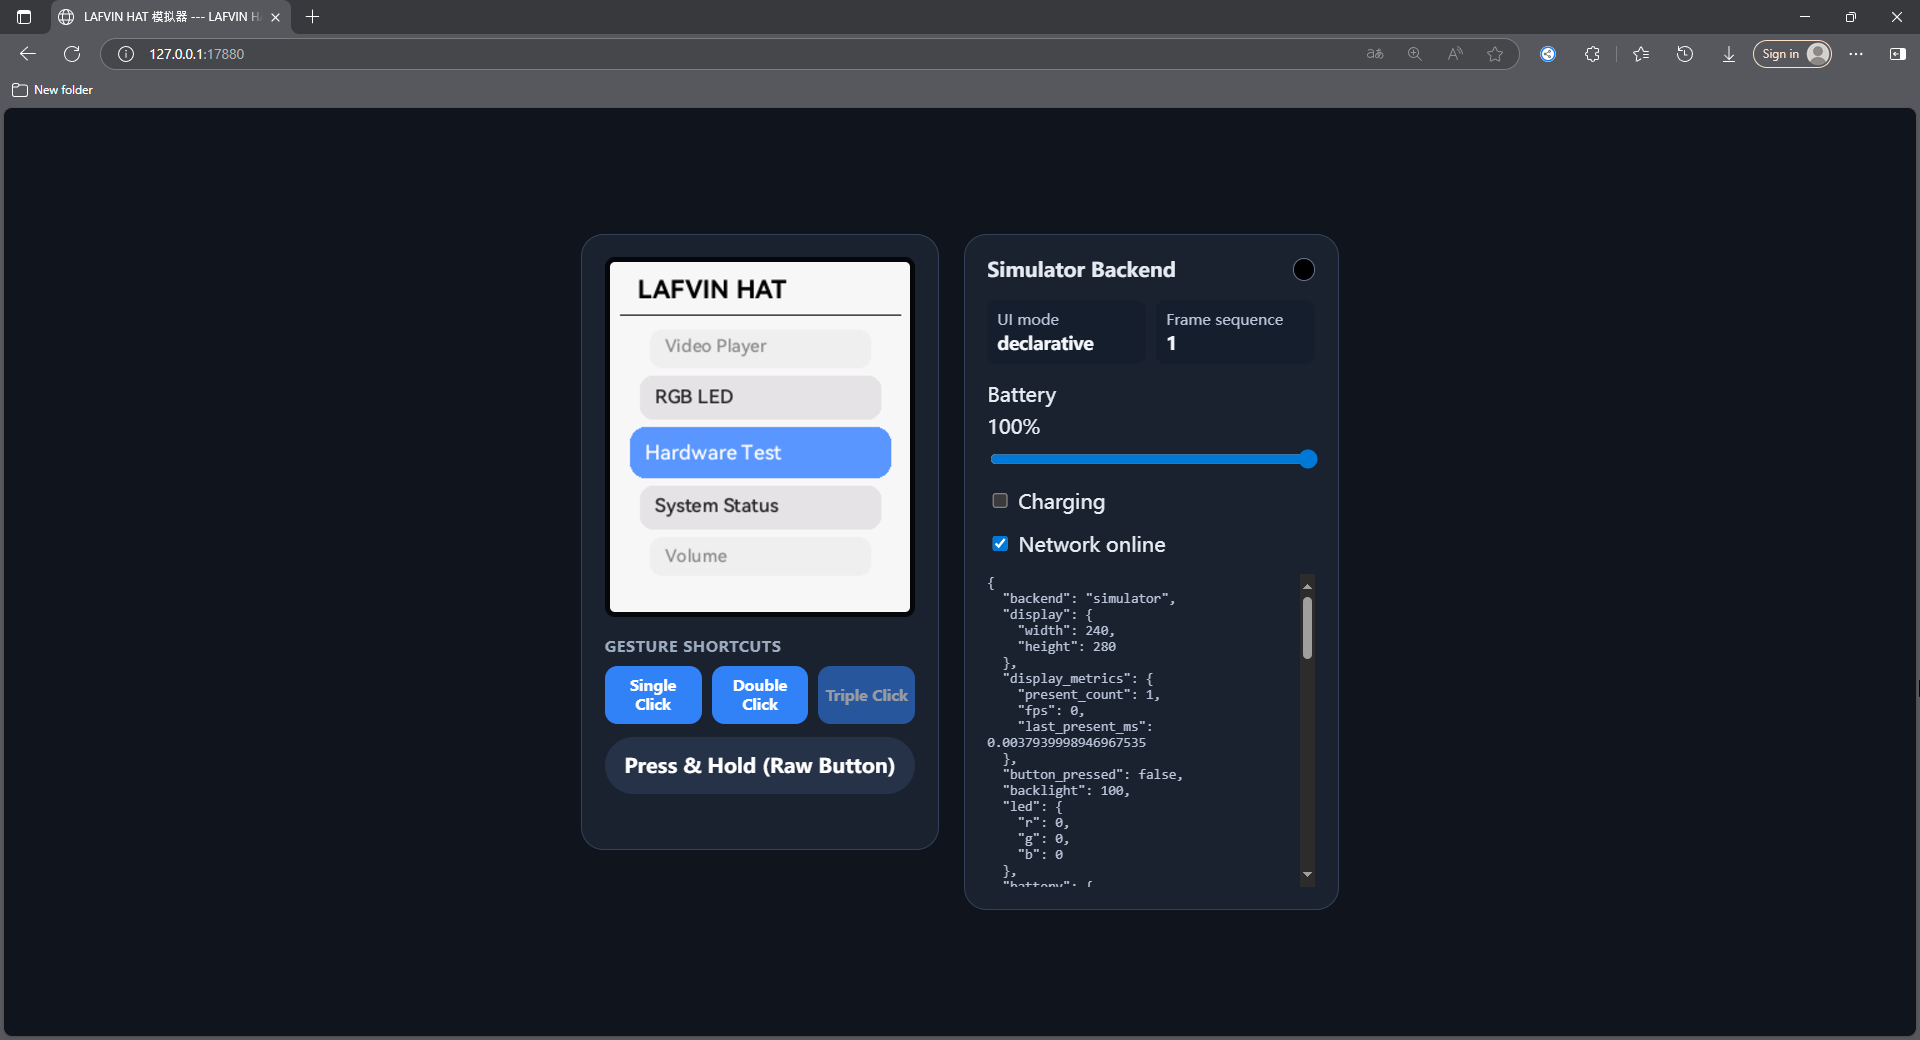 LAFVIN HAT 模拟器 --- LAFVIN H
127.0.0.1:17880
Sign in
New folder
LAFVIN HAT
Video Player
RGB LED
Hardware Test
System Status
Volume
GESTURE SHORTCUTS
Single
Click
Double
Click
Triple Click
Press & Hold (Raw Button)
Simulator Backend
UI mode
declarative
Frame sequence
1
Battery
100%
Charging
Network online
{
"backend": "simulator",
"display": {
"width": 240,
"height": 280
},
"display_metrics": {
"present_count": 1,
"fps": 0,
"last_present_ms":
0.0037939998946967535
},
"button_pressed": false,
"backlight": 100,
"led": {
"r": 0,
"g": 0,
"b": 0
},
"battery": {